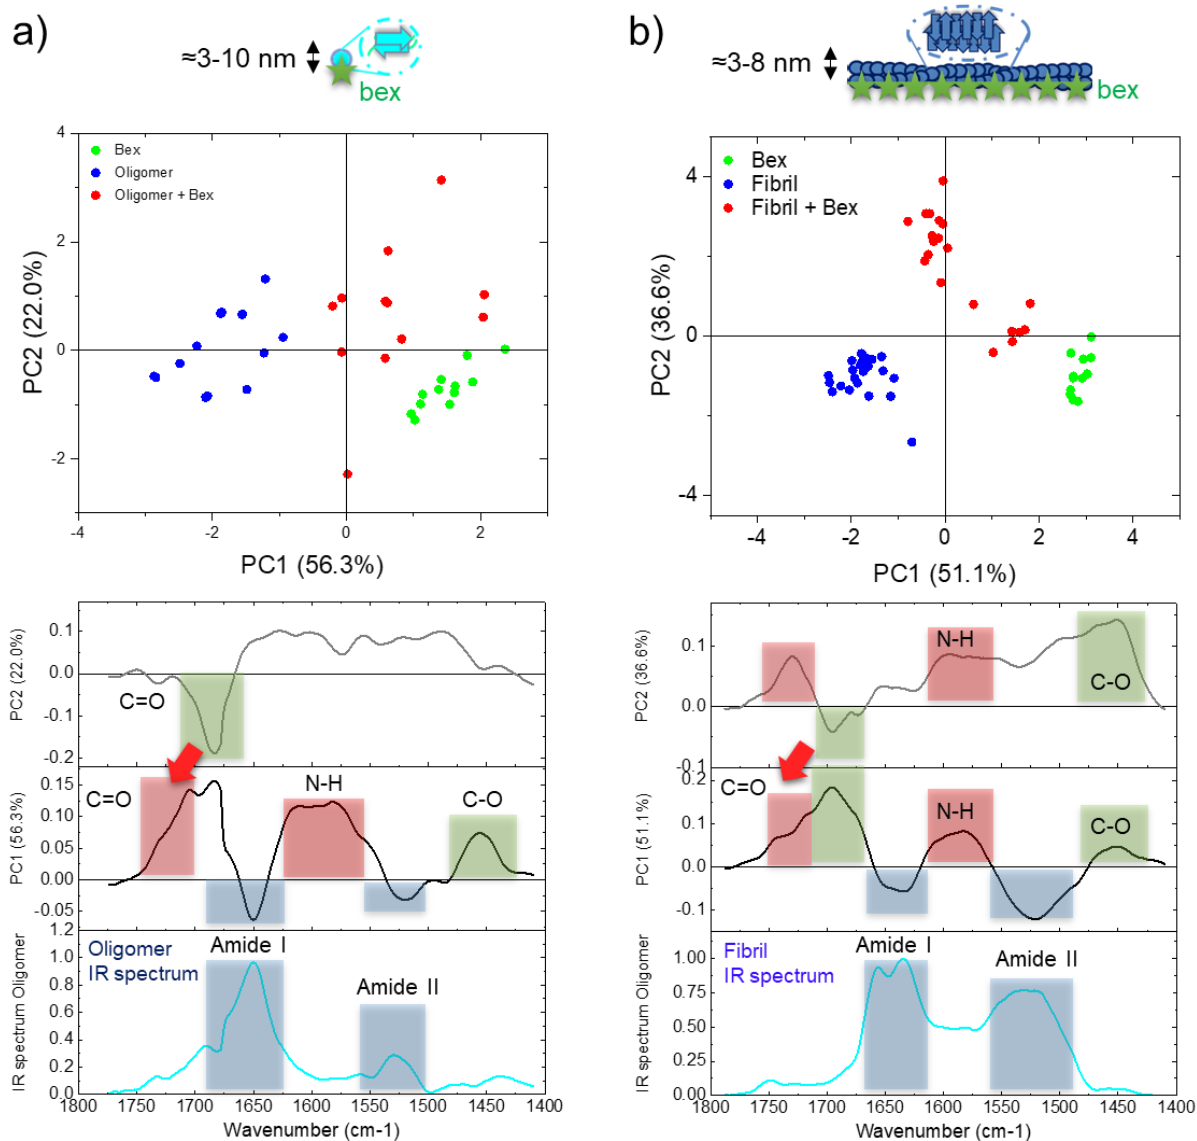 a)
≈3-10 nm
bex
4
2
0
-2
-4
-2
0
2
Bex
Oligomer
Oligomer + Bex
PC2 (22.0%)
PC1 (56.3%)
b)
≈3-8 nm
bex
4
0
-4
-4
-2
0
2
4
Bex
Fibril
Fibril + Bex
PC2 (36.6%)
PC1 (51.1%)
PC2 (22.0%)
0.1
0.0
-0.1
-0.2
C=O
PC1 (56.3%)
0.15
0.10
0.05
0.00
-0.05
C=O
N-H
C-O
IR spectrum Oligomer
1.2
1.0
0.8
0.6
0.4
0.2
0.0
Oligomer
IR spectrum
Amide I
Amide II
1800 1750 1700 1650 1600 1550 1500 1450 1400
Wavenumber (cm-1)
PC2 (36.6%)
0.1
0.0
-0.1
N-H
C-O
PC1 (51.1%)
0.2
0.1
0.0
-0.1
C=O
N-H
C-O
IR spectrum Oligomer
1.00
0.75
0.50
0.25
0.00
Fibril
IR spectrum
Amide I
Amide II
1800 1750 1700 1650 1600 1550 1500 1450 1400
Wavenumber (cm-1)